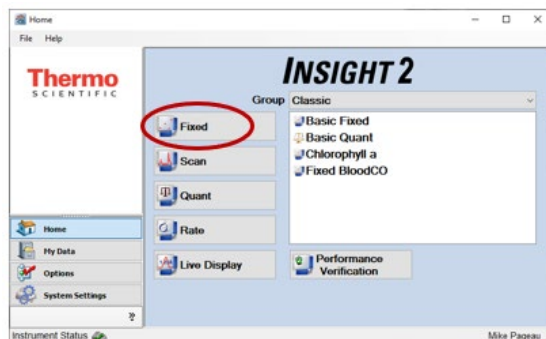 Home
File Help
Thermo
SCIENTIFIC
INSIGHT 2
Group Classic
Fixed
Scan
Quant
Rate
Live Display
Basic Fixed
Basic Quant
Chlorophyll a
Fixed BloodCO
Performance
Verification
Home
My Data
Options
System Settings
Instrument Status
Mike Pageau